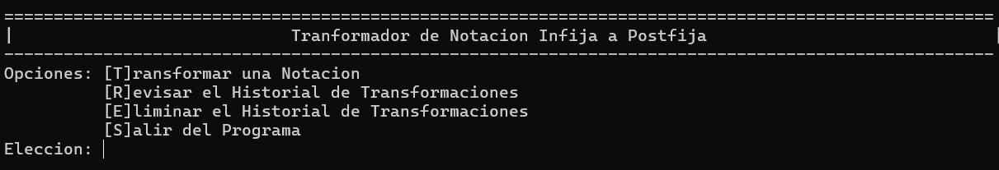 ====================================================================================================
|                            Tranformador de Notacion Infija a Postfija                             |
----------------------------------------------------------------------------------------------------
Opciones: [T]ransformar una Notacion
          [R]evisar el Historial de Transformaciones
          [E]liminar el Historial de Transformaciones
          [S]alir del Programa
Eleccion: